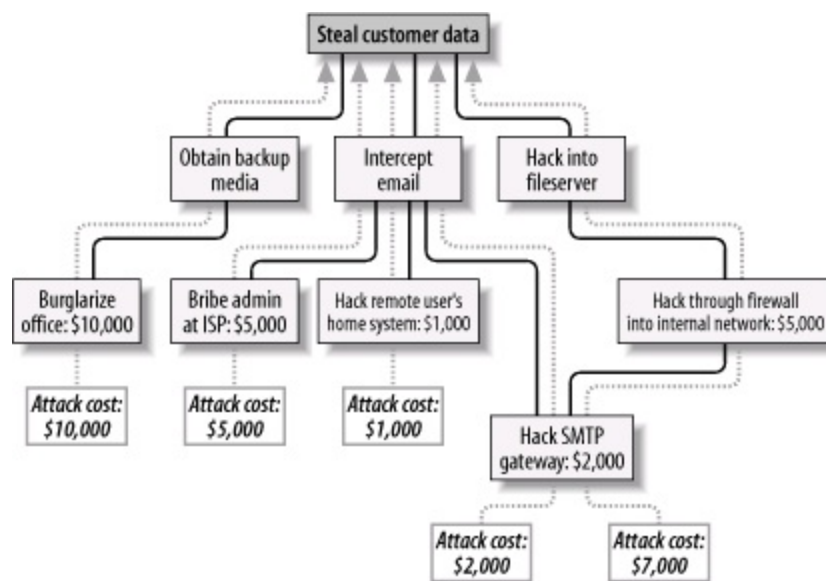 Steal customer data
Obtain backup
media
Intercept
email
Hack into
fileserver
Burglarize
office: $10,000
Bribe admin
at ISP: $5,000
Hack remote user's
home system: $1,000
Hack through firewall
into internal network: $5,000
Attack cost:
$10,000
Attack cost:
$5,000
Attack cost:
$1,000
Hack SMTP
gateway: $2,000
Attack cost:
$2,000
Attack cost:
$7,000